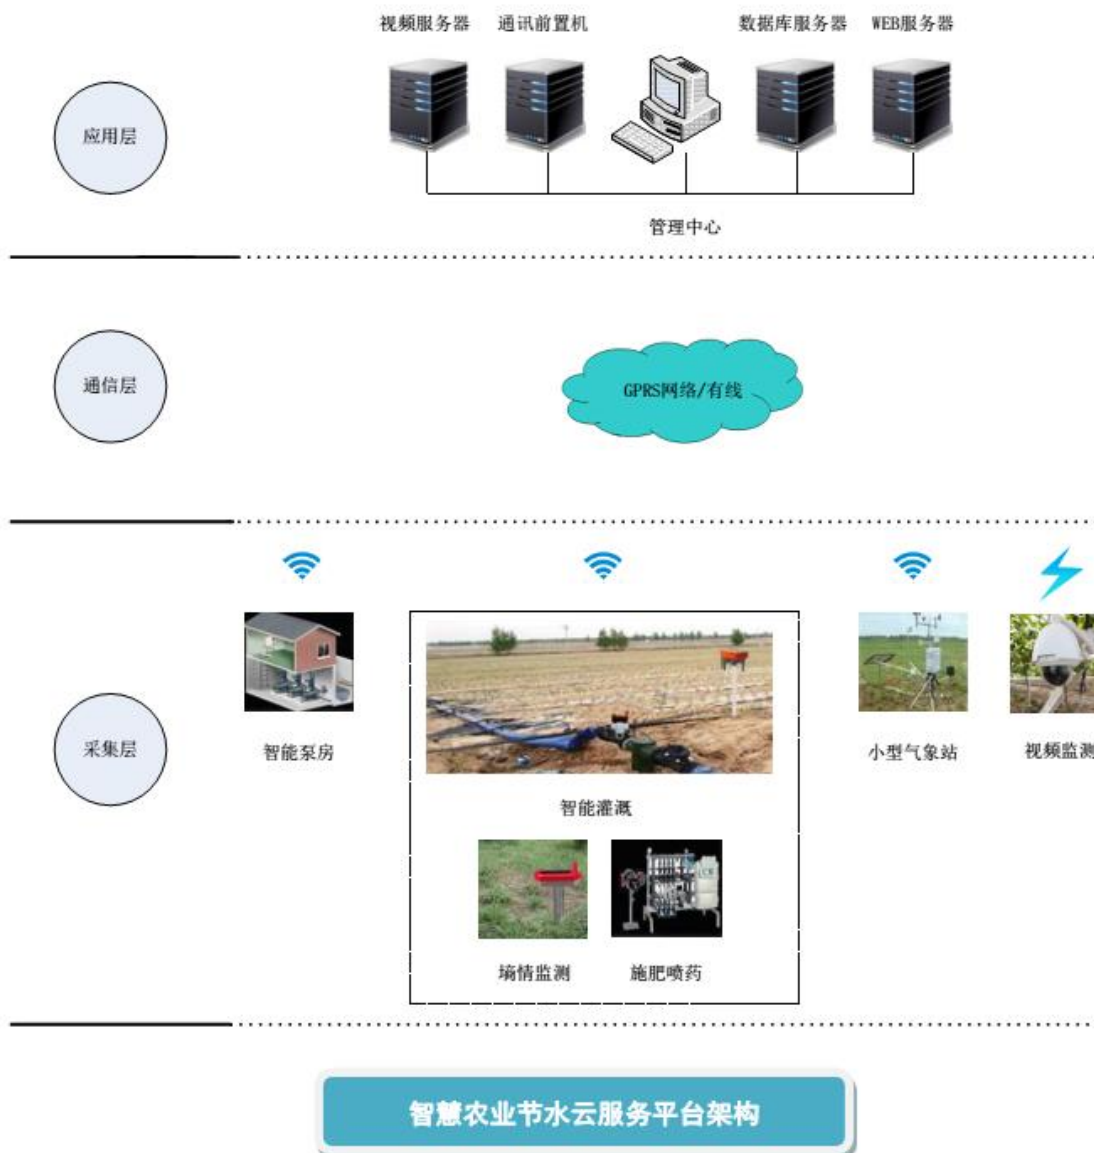 视频服务器 通讯前置机 数据库服务器 WEB服务器
应用层
管理中心
通信层
GPRS网络/有线
采集层
智能泵房
小型气象站
视频监测
智能灌溉
墒情监测
施肥喷药
智慧农业节水云服务平台架构